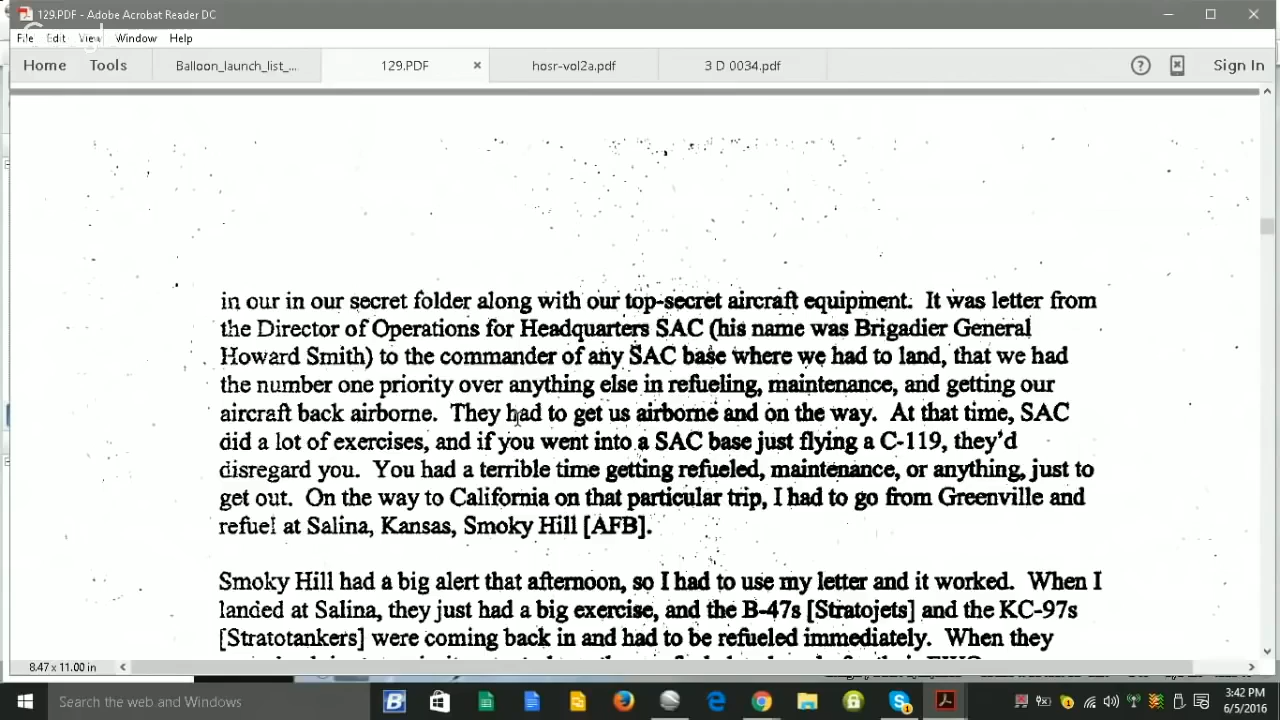 129.PDF - Adobe Acrobat Reader DC
Google
File Edit View Window Help
Home Tools Balloon_launch_list_... 129.PDF × hosr-vol2a.pdf 3 D 0034.pdf Sign In
in our in our secret folder along with our top-secret aircraft equipment. It was letter from
the Director of Operations for Headquarters SAC (his name was Brigadier General
Howard Smith) to the commander of any SAC base where we had to land, that we had
the number one priority over anything else in refueling, maintenance, and getting our
aircraft back airborne. They had to get us airborne and on the way. At that time, SAC
did a lot of exercises, and if you went into a SAC base just flying a C-119, they'd
disregard you. You had a terrible time getting refueled, maintenance, or anything, just to
get out. On the way to California on that particular trip, I had to go from Greenville and
refuel at Salina, Kansas, Smoky Hill [AFB].
Smoky Hill had a big alert that afternoon, so I had to use my letter and it worked. When I
landed at Salina, they just had a big exercise, and the B-47s [Stratojets] and the KC-97s
[Stratotankers] were coming back in and had to be refueled immediately. When they
8.47 x 11.00 in
Search the web and Windows
3:42 PM
6/5/2016